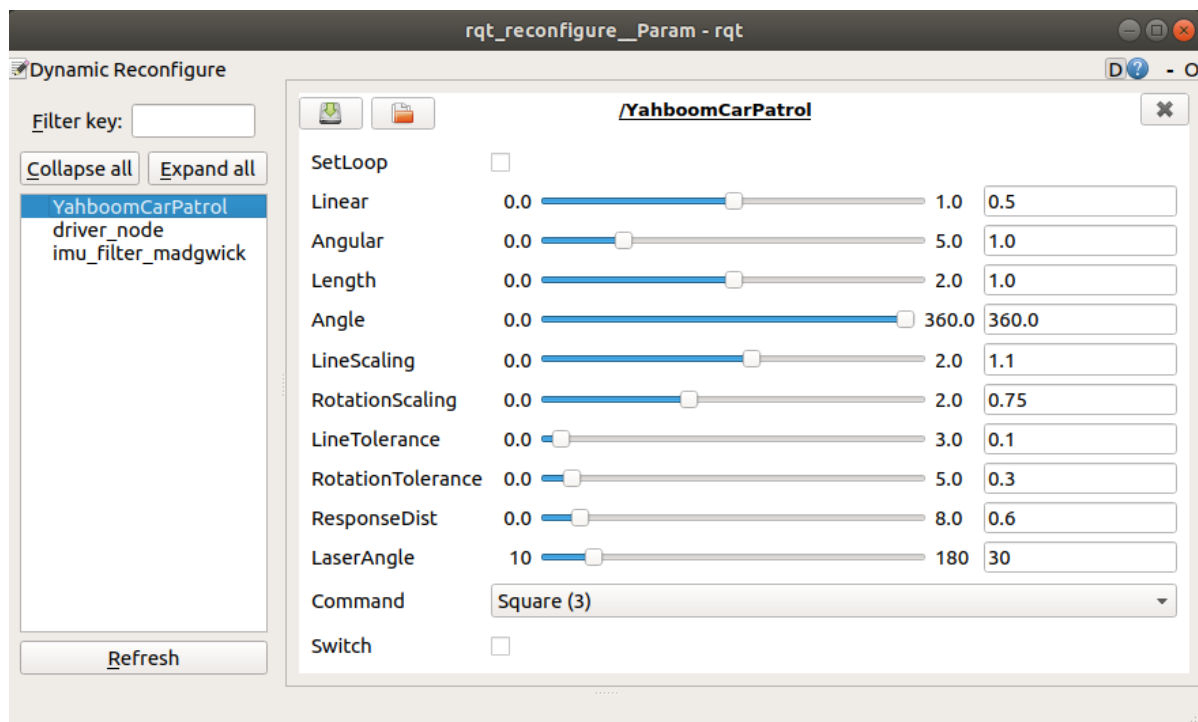 rqt_reconfigure__Param - rqt
Dynamic Reconfigure D? - O
Filter key:
Collapse all Expand all
YahboomCarPatrol
driver_node
imu_filter_madgwick
Refresh
/YahboomCarPatrol
SetLoop
Linear 0.0 1.0 0.5
Angular 0.0 5.0 1.0
Length 0.0 2.0 1.0
Angle 0.0 360.0 360.0
LineScaling 0.0 2.0 1.1
RotationScaling 0.0 2.0 0.75
LineTolerance 0.0 3.0 0.1
RotationTolerance 0.0 5.0 0.3
ResponseDist 0.0 8.0 0.6
LaserAngle 10 180 30
Command Square (3)
Switch